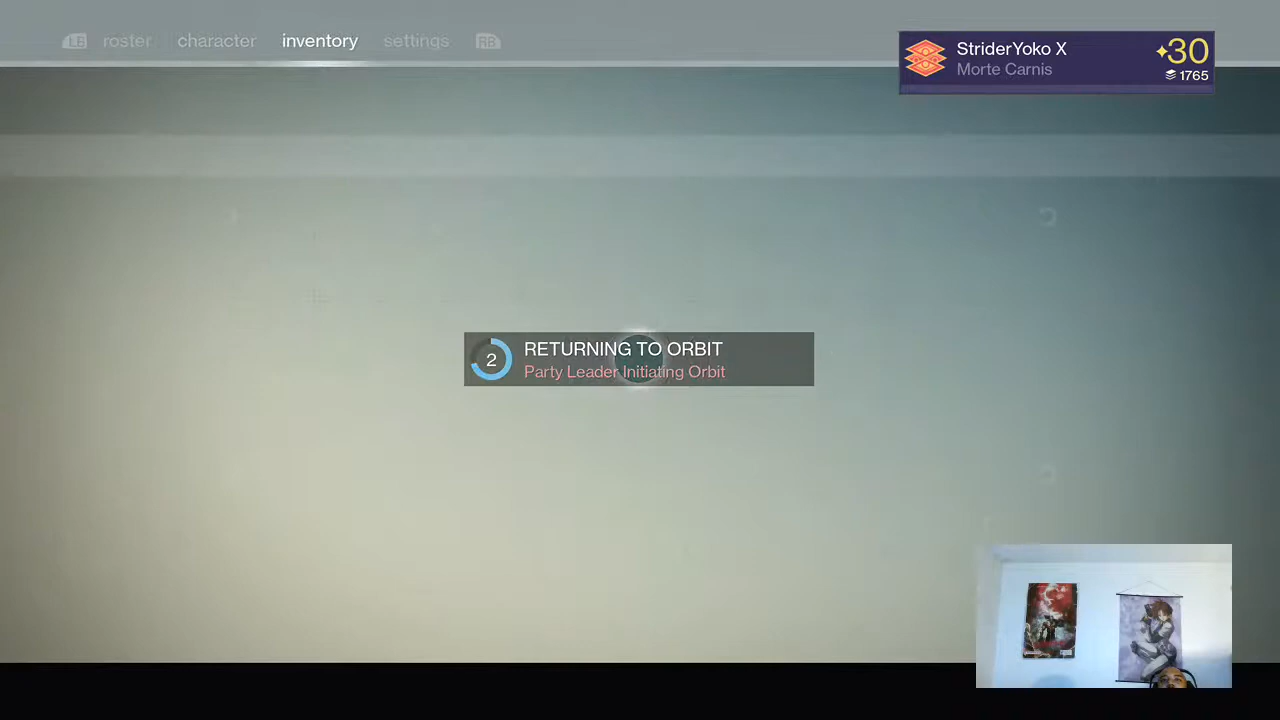 LB roster character inventory settings RB
StriderYoko X
Morte Carnis
30
1765
2
RETURNING TO ORBIT
Party Leader Initiating Orbit